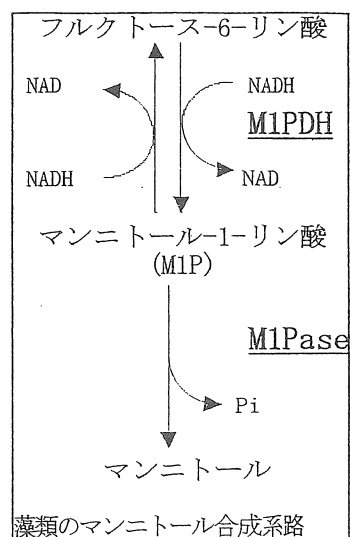 フルクトース-6-リン酸
NAD
NADH
M1PDH
NADH
NAD
マンニトール-1-リン酸
(M1P)
M1Pase
Pi
マンニトール
藻類のマンニトール合成系路